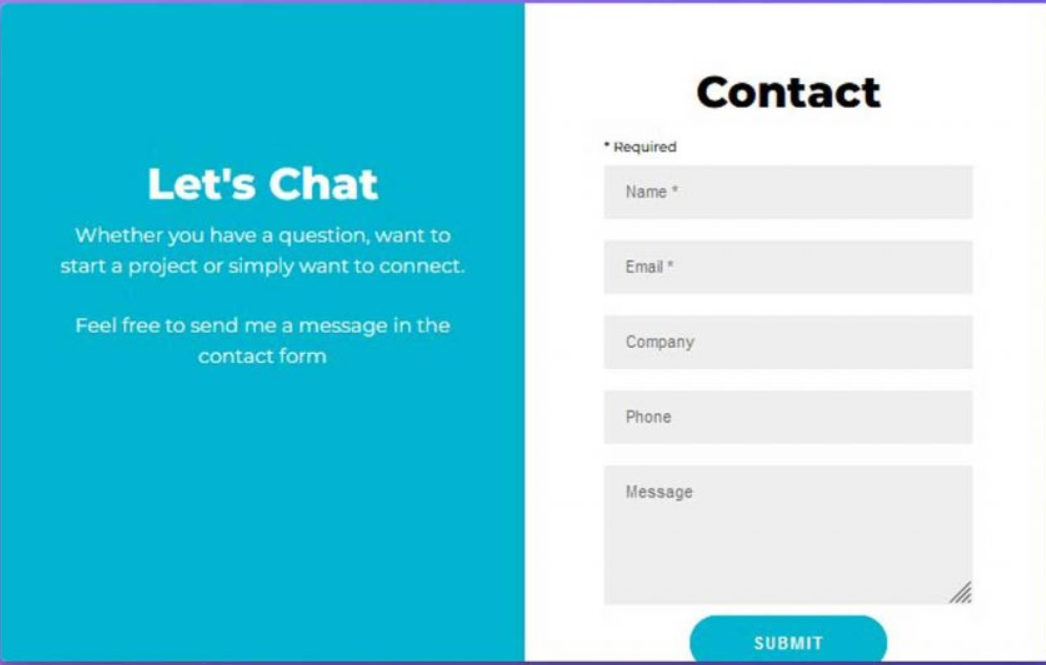 Let's Chat
Whether you have a question, want to
start a project or simply want to connect.
Feel free to send me a message in the
contact form
Contact
* Required
Name *
Email *
Company
Phone
Message
SUBMIT